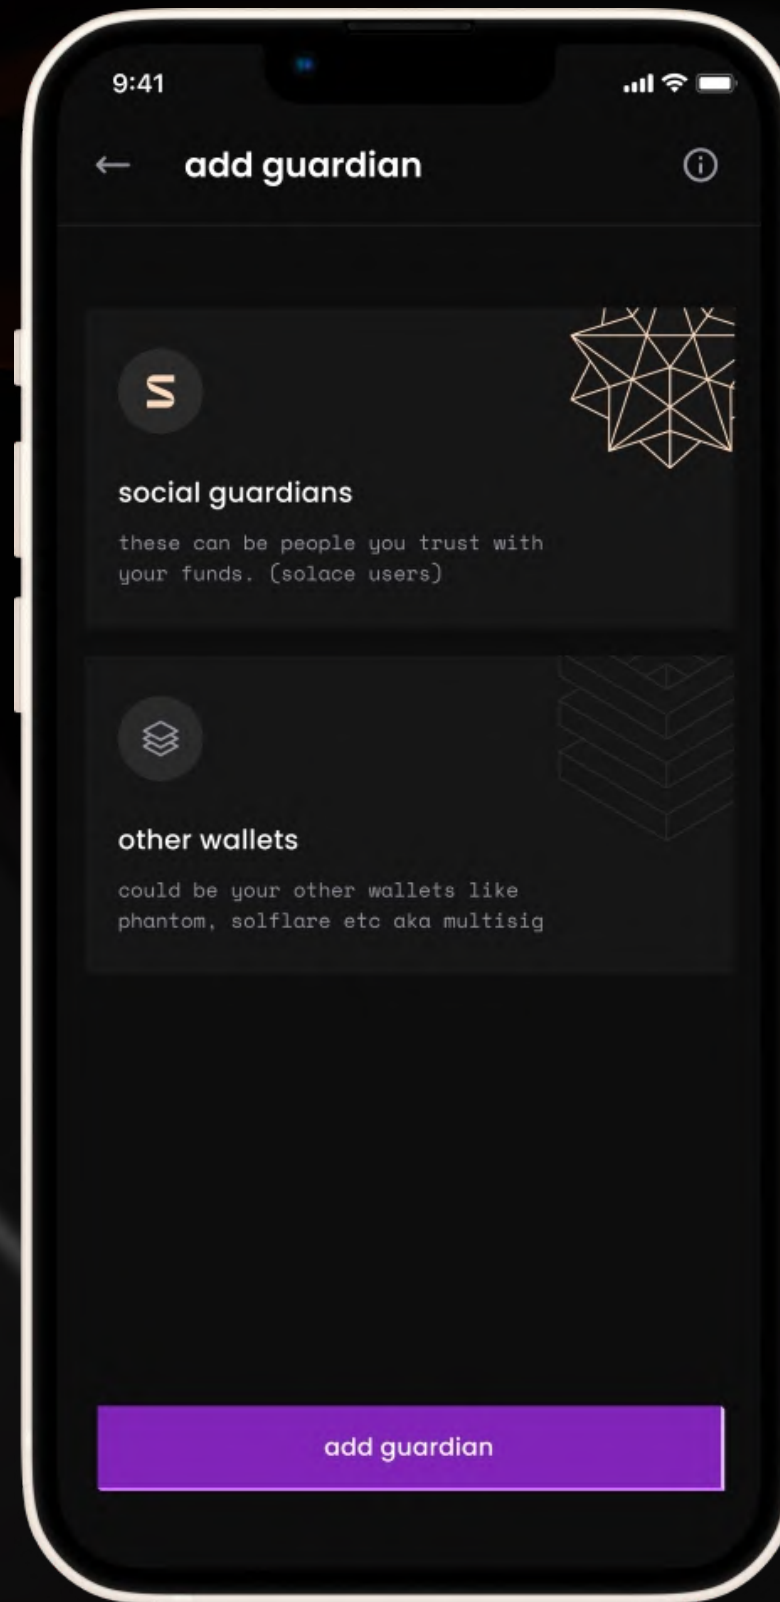 9:41
add guardian
S
social guardians
these can be people you trust with
your funds. (solace users)
other wallets
could be your other wallets like
phantom, solflare etc aka multisig
add guardian